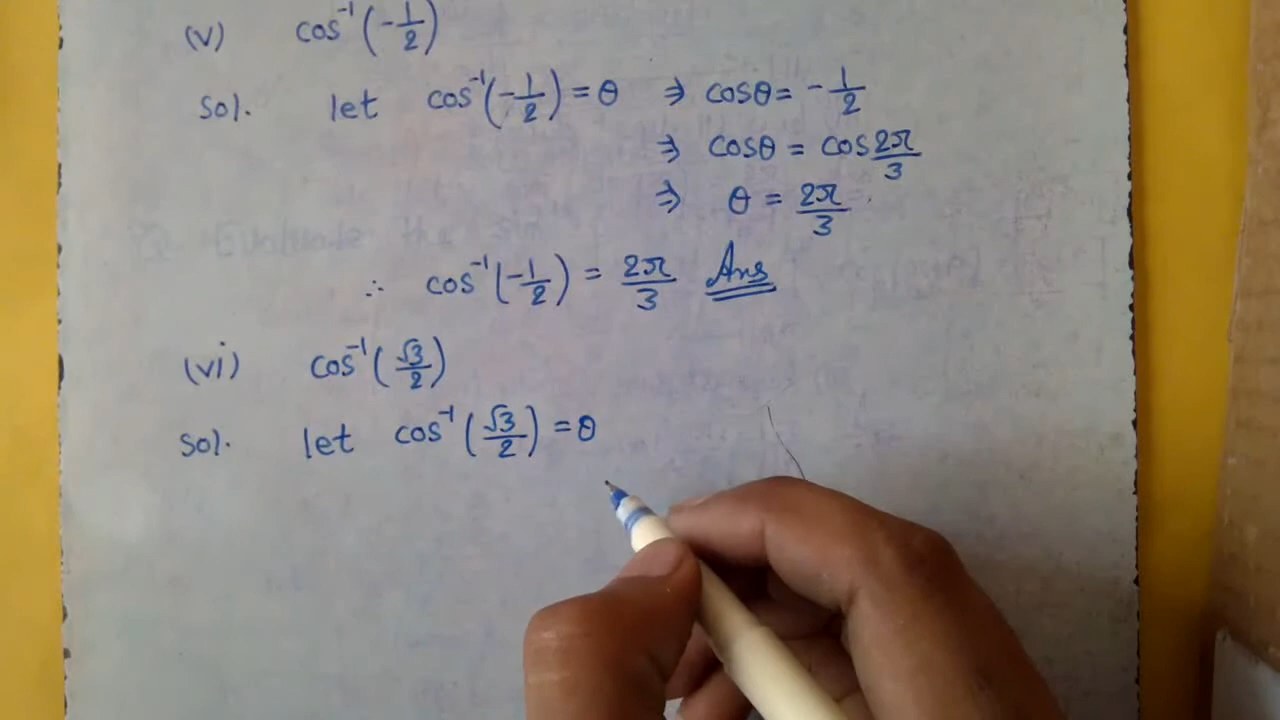 (v) cos⁻¹(-1/2)
Sol. let cos⁻¹(-1/2) = θ ⇒ cosθ = -1/2
⇒ cosθ = cos 2π/3
⇒ θ = 2π/3
∴ cos⁻¹(-1/2) = 2π/3 Ans
(vi) cos⁻¹(√3/2)
Sol. let cos⁻¹(√3/2) = θ